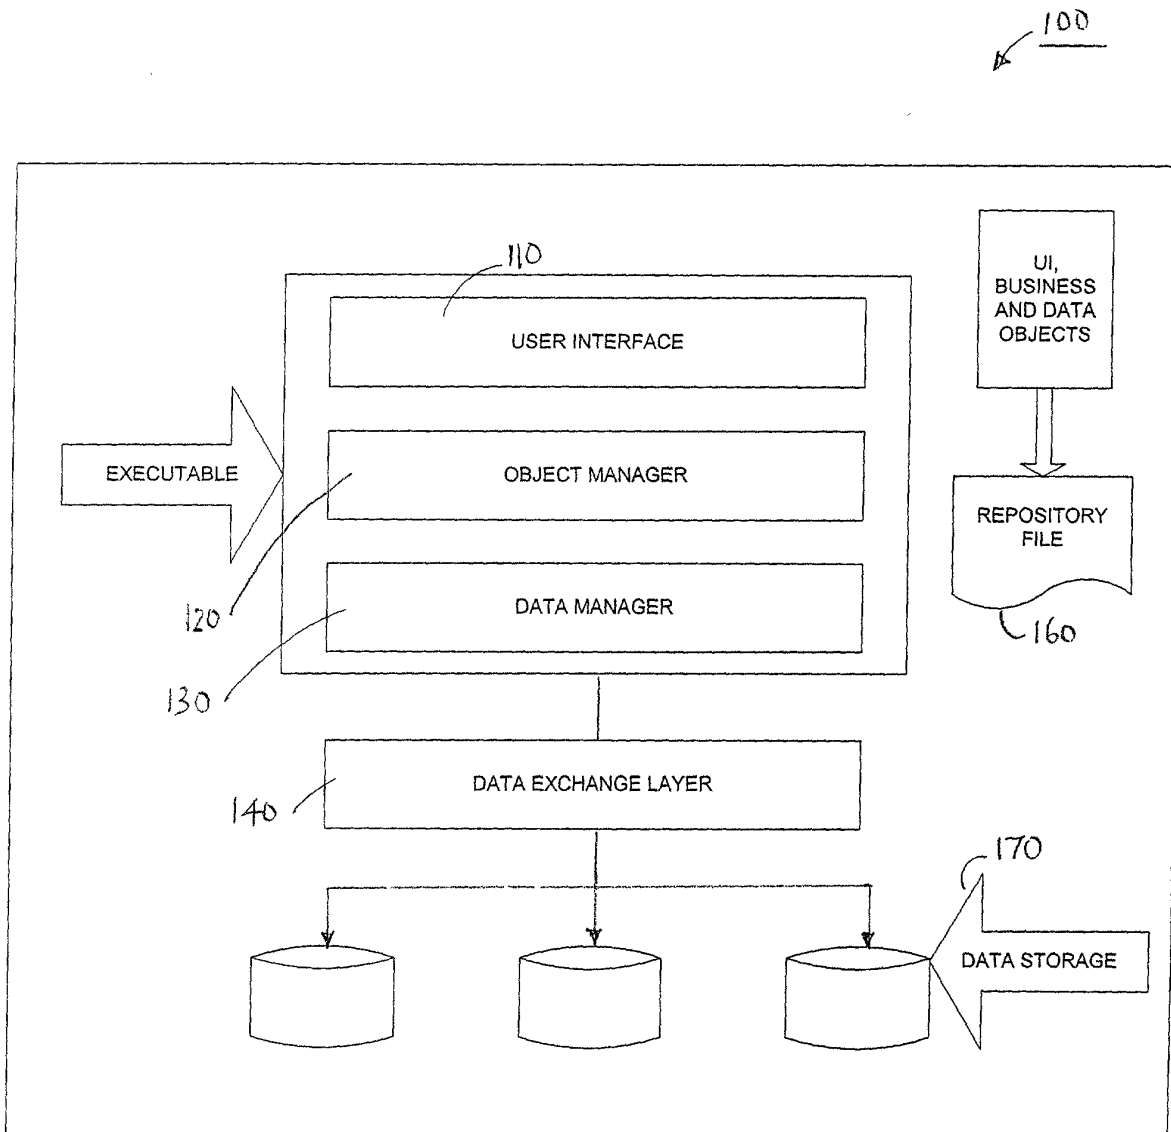 100
110
USER INTERFACE
UI,
BUSINESS
AND DATA
OBJECTS
EXECUTABLE
OBJECT MANAGER
REPOSITORY
FILE
120
DATA MANAGER
160
130
DATA EXCHANGE LAYER
140
170
DATA STORAGE